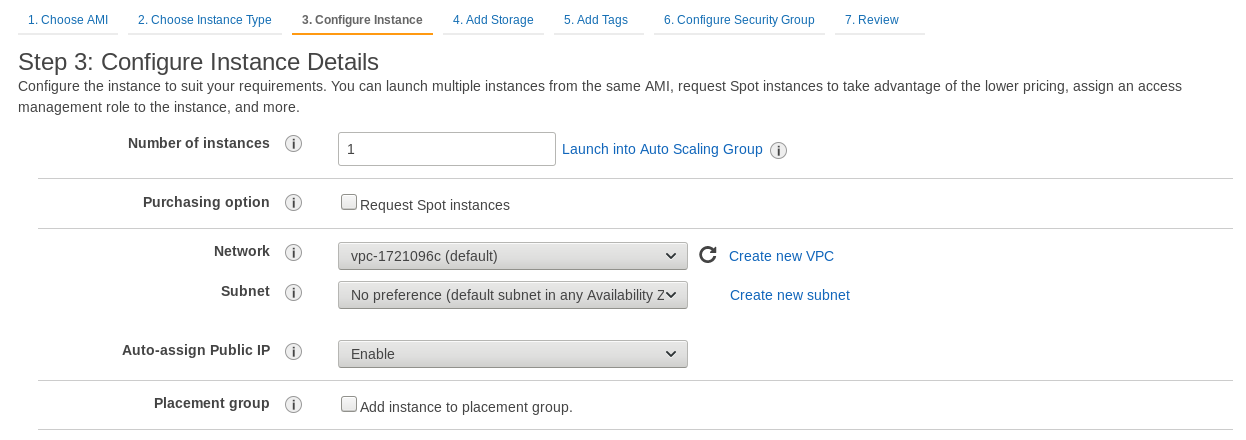 1. Choose AMI 2. Choose Instance Type 3. Configure Instance 4. Add Storage 5. Add Tags 6. Configure Security Group 7. Review
Step 3: Configure Instance Details
Configure the instance to suit your requirements. You can launch multiple instances from the same AMI, request Spot instances to take advantage of the lower pricing, assign an access
management role to the instance, and more.
Number of instances i 1 Launch into Auto Scaling Group i
Purchasing option i Request Spot instances
Network i vpc-1721096c (default) Create new VPC
Subnet i No preference (default subnet in any Availability Z Create new subnet
Auto-assign Public IP i Enable
Placement group i Add instance to placement group.